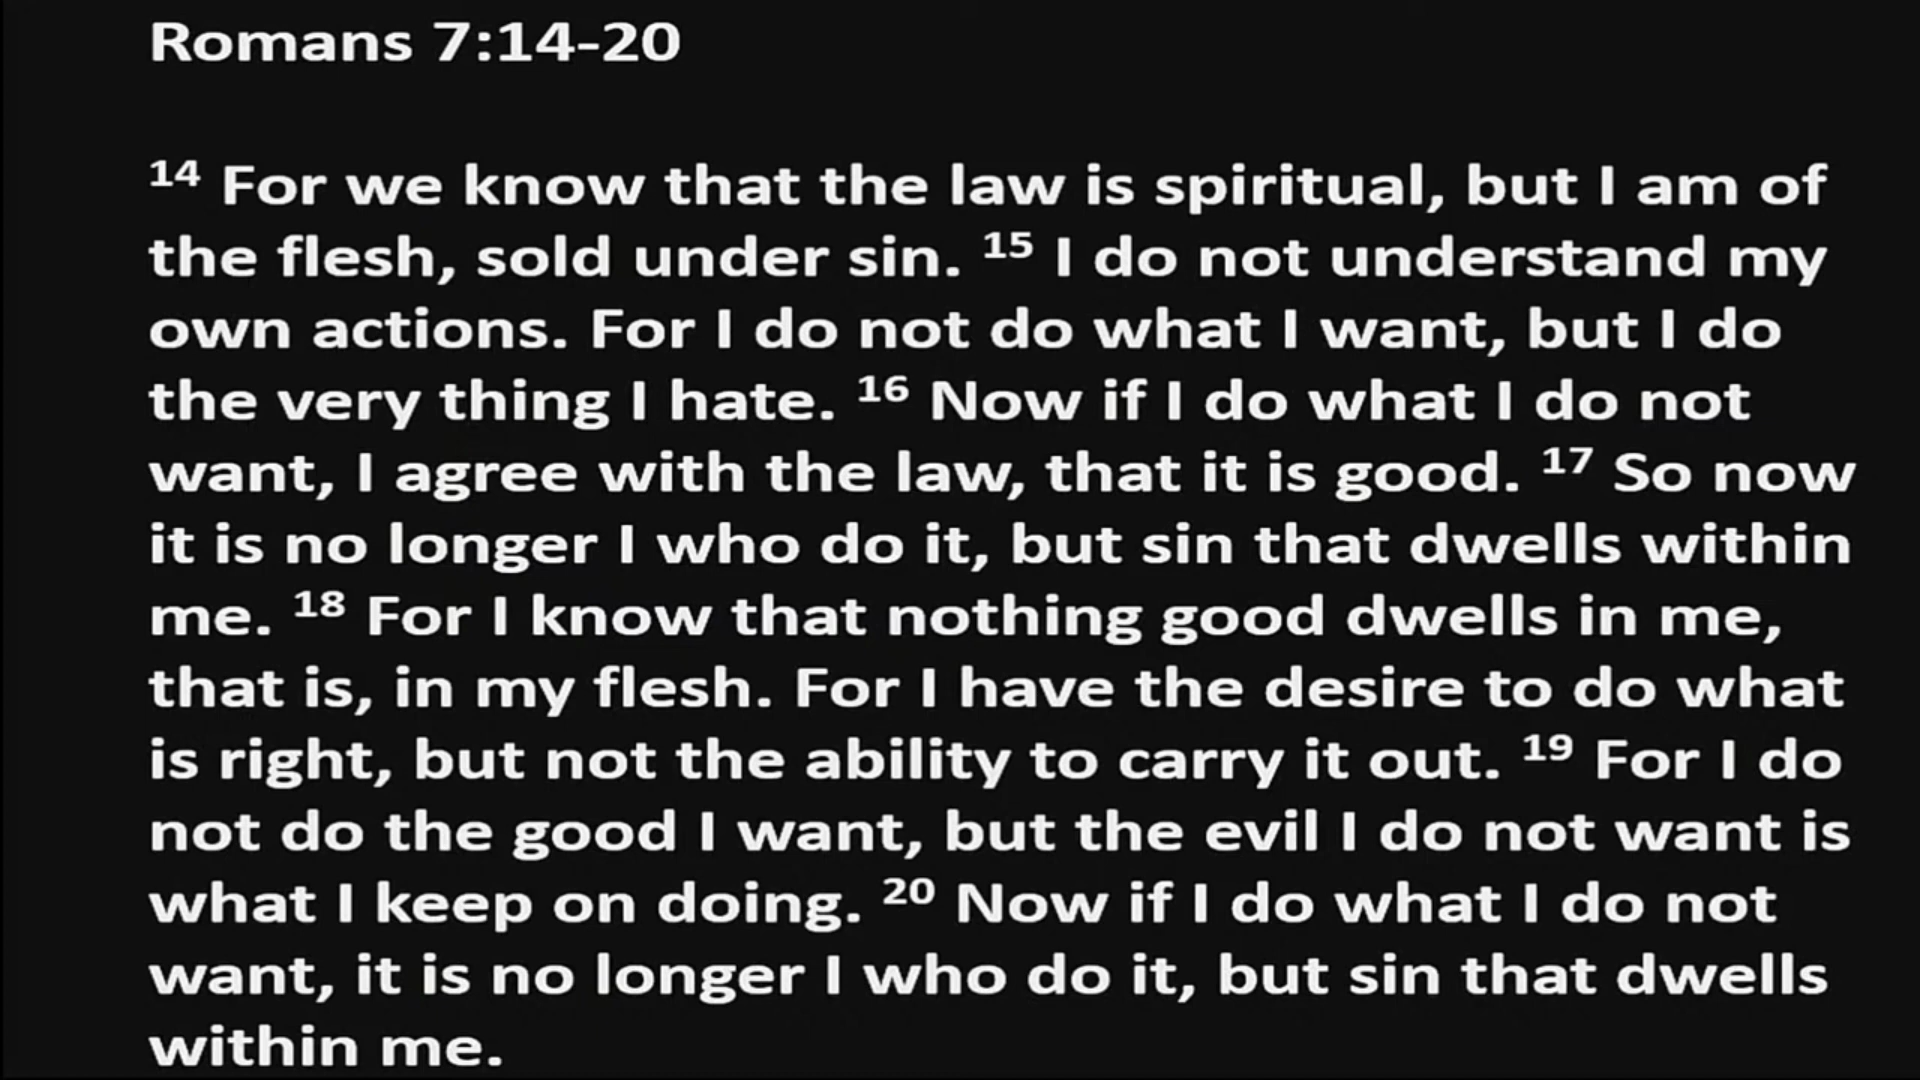 Romans 7:14-20
14 For we know that the law is spiritual, but I am of
the flesh, sold under sin. 15 I do not understand my
own actions. For I do not do what I want, but I do
the very thing I hate. 16 Now if I do what I do not
want, I agree with the law, that it is good. 17 So now
it is no longer I who do it, but sin that dwells within
me. 18 For I know that nothing good dwells in me,
that is, in my flesh. For I have the desire to do what
is right, but not the ability to carry it out. 19 For I do
not do the good I want, but the evil I do not want is
what I keep on doing. 20 Now if I do what I do not
want, it is no longer I who do it, but sin that dwells
within me.